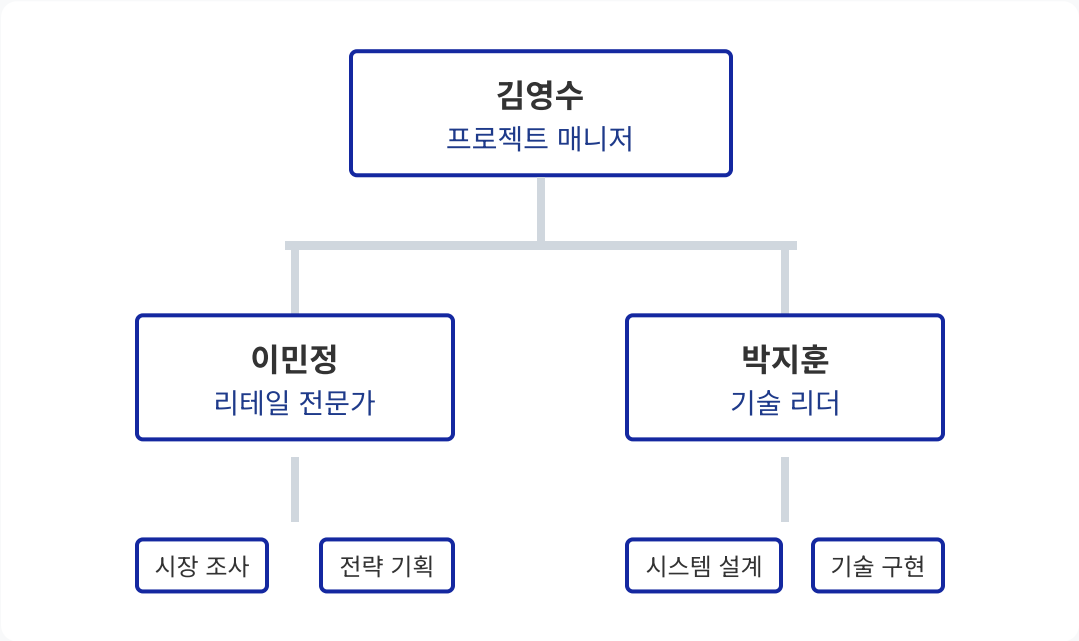 김영수
프로젝트 매니저
이민정
리테일 전문가
박지훈
기술 리더
시장 조사
전략 기획
시스템 설계
기술 구현